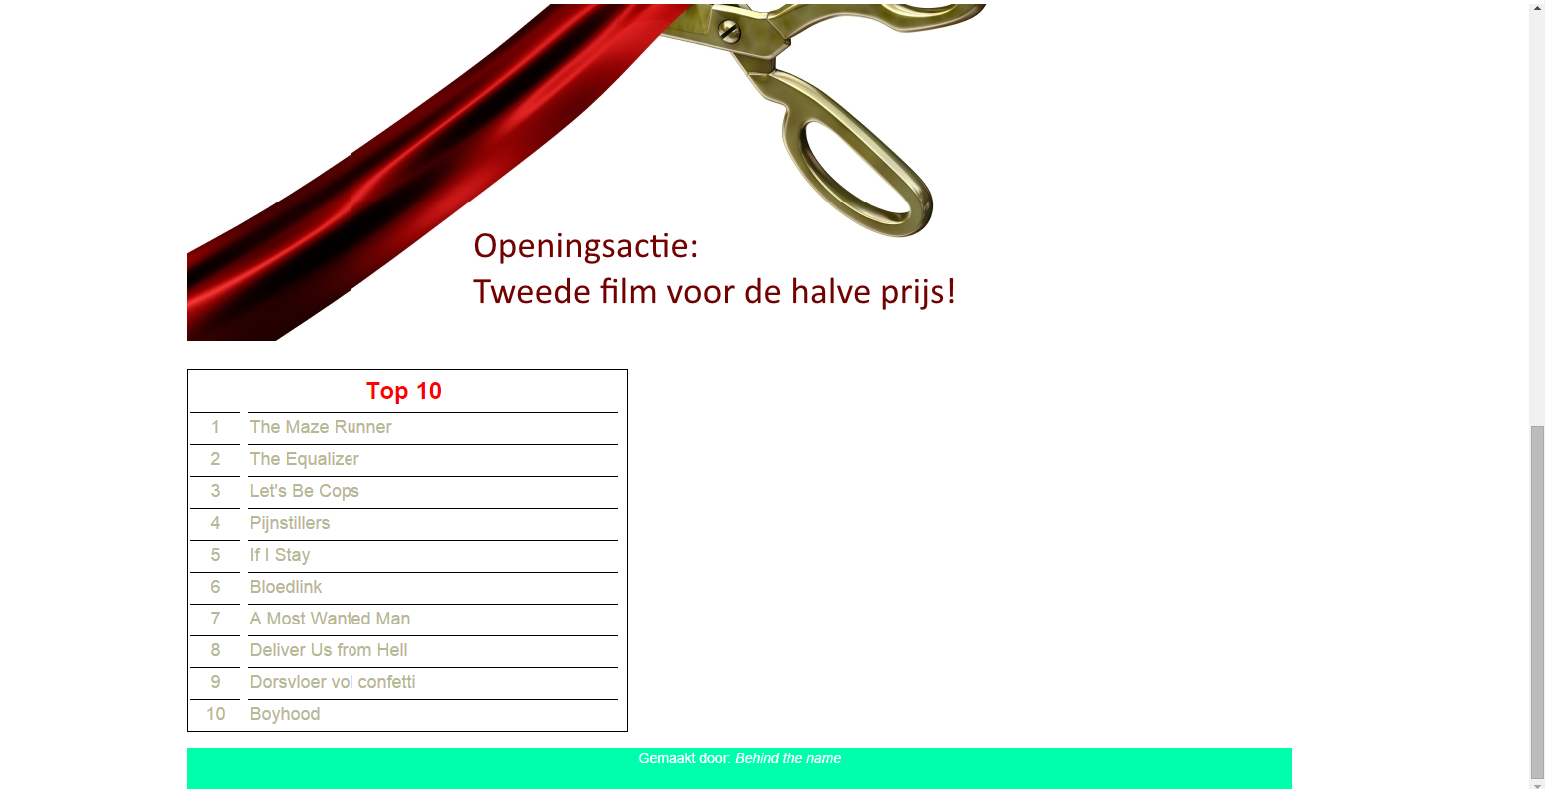 Openingsactie:
Tweede film voor de halve prijs!
Top 10
1 The Maze Runner
2 The Equalizer
3 Let's Be Cops
4 Pijnstillers
5 If I Stay
6 Bloedlink
7 A Most Wanted Man
8 Deliver Us from Hell
9 Dorsvloer vol confetti
10 Boyhood
Gemaakt door: Behind the name